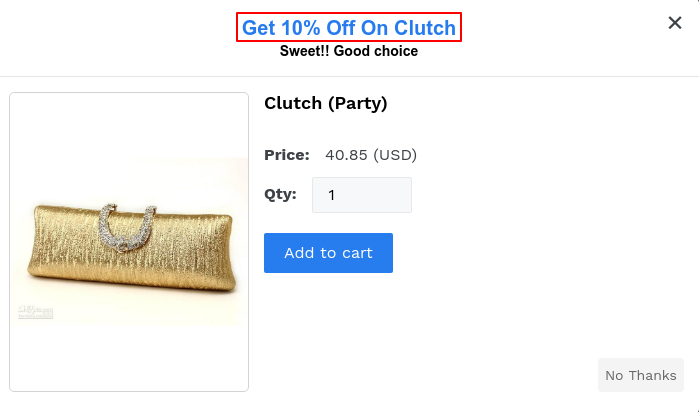 Get 10% Off On Clutch
Sweet!! Good choice
Clutch (Party)
Price: 40.85 (USD)
Qty: 1
Add to cart
No Thanks